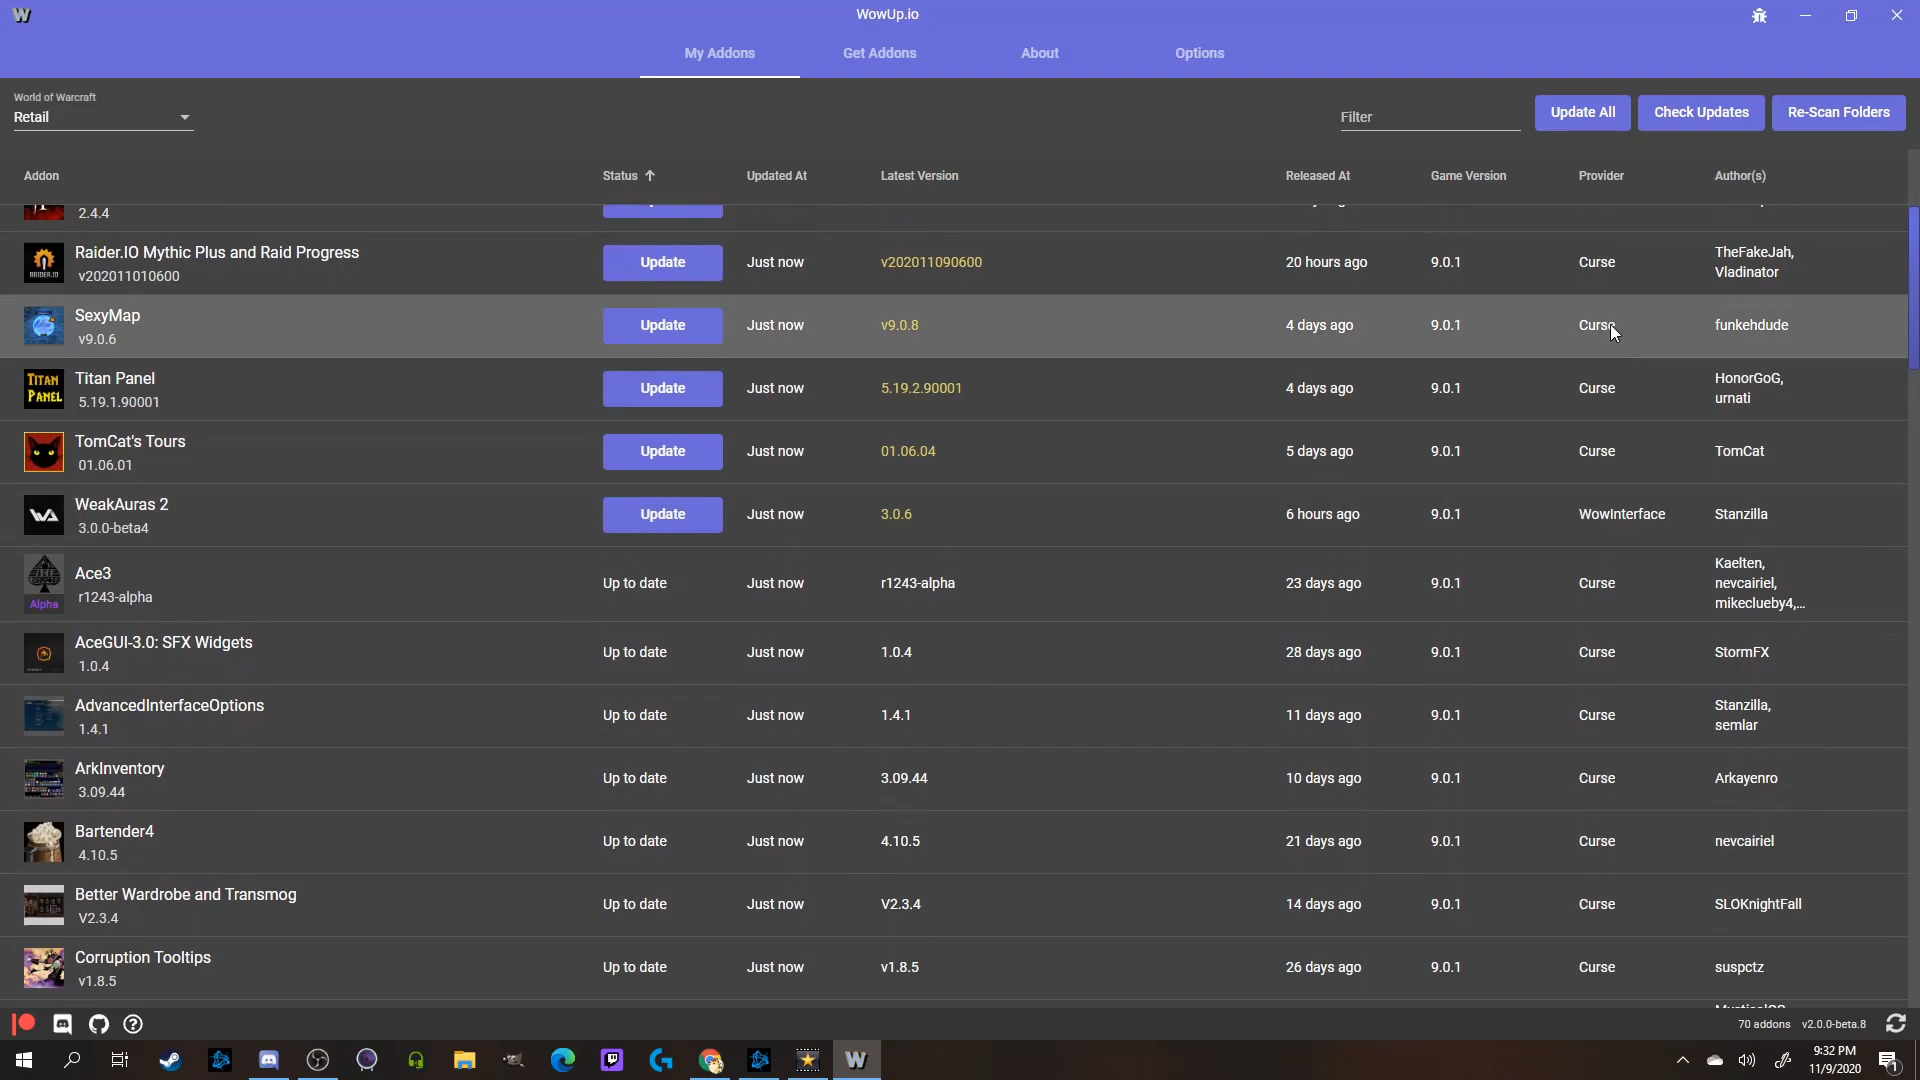 W WowUp.io
My Addons Get Addons About Options
World of Warcraft
Retail Filter Update All Check Updates Re-Scan Folders
Addon Status Updated At Latest Version Released At Game Version Provider Author(s)
2.4.4
RAIDER.IO Raider.IO Mythic Plus and Raid Progress Update Just now v202011090600 20 hours ago 9.0.1 Curse TheFakeJah,
v202011010600 Vladinator
SexyMap Update Just now v9.0.8 4 days ago 9.0.1 Curse funkehdude
v9.0.6
TITAN PANEL Titan Panel Update Just now 5.19.2.90001 4 days ago 9.0.1 Curse HonorGoG,
5.19.1.90001 urnati
TomCat's Tours Update Just now 01.06.04 5 days ago 9.0.1 Curse TomCat
01.06.01
WA WeakAuras 2 Update Just now 3.0.6 6 hours ago 9.0.1 WowInterface Stanzilla
3.0.0-beta4
Ace3 Up to date Just now r1243-alpha 23 days ago 9.0.1 Curse Kaelten,
r1243-alpha nevcairiel,
Alpha mikeclueby4,...
AceGUI-3.0: SFX Widgets Up to date Just now 1.0.4 28 days ago 9.0.1 Curse StormFX
1.0.4
AdvancedInterfaceOptions Up to date Just now 1.4.1 11 days ago 9.0.1 Curse Stanzilla,
1.4.1 semlar
ArkInventory Up to date Just now 3.09.44 10 days ago 9.0.1 Curse Arkayenro
3.09.44
Bartender4 Up to date Just now 4.10.5 21 days ago 9.0.1 Curse nevcairiel
4.10.5
Better Wardrobe and Transmog Up to date Just now V2.3.4 14 days ago 9.0.1 Curse SLOKnightFall
V2.3.4
Corruption Tooltips Up to date Just now v1.8.5 26 days ago 9.0.1 Curse suspctz
v1.8.5
70 addons v2.0.0-beta.8
9:32 PM
11/9/2020 1